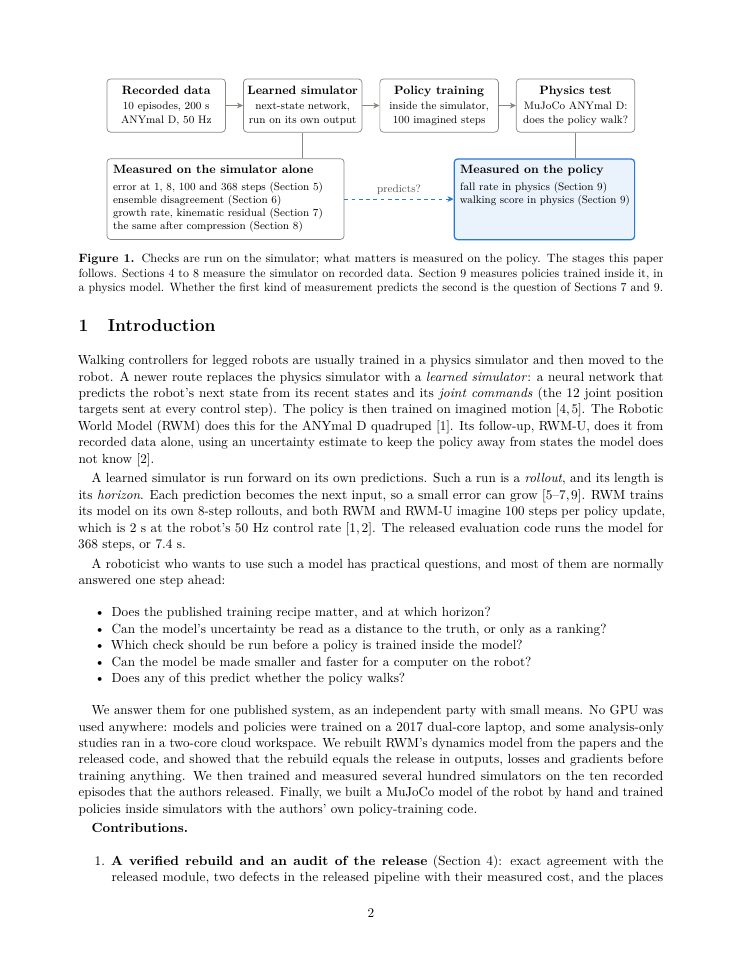 Recorded data
10 episodes, 200 s
ANYmal D, 50 Hz
Learned simulator
next-state network,
run on its own output
Policy training
inside the simulator,
100 imagined steps
Physics test
MuJoCo ANYmal D:
does the policy walk?
Measured on the simulator alone
error at 1, 8, 100 and 368 steps (Section 5)
ensemble disagreement (Section 6)
growth rate, kinematic residual (Section 7)
the same after compression (Section 8)
predicts?
Measured on the policy
fall rate in physics (Section 9)
walking score in physics (Section 9)
Figure 1. Checks are run on the simulator; what matters is measured on the policy. The stages this paper
follows. Sections 4 to 8 measure the simulator on recorded data. Section 9 measures policies trained inside it, in
a physics model. Whether the first kind of measurement predicts the second is the question of Sections 7 and 9.
1 Introduction
Walking controllers for legged robots are usually trained in a physics simulator and then moved to the
robot. A newer route replaces the physics simulator with a learned simulator: a neural network that
predicts the robot's next state from its recent states and its joint commands (the 12 joint position
targets sent at every control step). The policy is then trained on imagined motion [4,5]. The Robotic
World Model (RWM) does this for the ANYmal D quadruped [1]. Its follow-up, RWM-U, does it from
recorded data alone, using an uncertainty estimate to keep the policy away from states the model does
not know [2].
A learned simulator is run forward on its own predictions. Such a run is a rollout, and its length is
its horizon. Each prediction becomes the next input, so a small error can grow [5–7,9]. RWM trains
its model on its own 8-step rollouts, and both RWM and RWM-U imagine 100 steps per policy update,
which is 2 s at the robot's 50 Hz control rate [1,2]. The released evaluation code runs the model for
368 steps, or 7.4 s.
A roboticist who wants to use such a model has practical questions, and most of them are normally
answered one step ahead:
• Does the published training recipe matter, and at which horizon?
• Can the model's uncertainty be read as a distance to the truth, or only as a ranking?
• Which check should be run before a policy is trained inside the model?
• Can the model be made smaller and faster for a computer on the robot?
• Does any of this predict whether the policy walks?
We answer them for one published system, as an independent party with small means. No GPU was
used anywhere: models and policies were trained on a 2017 dual-core laptop, and some analysis-only
studies ran in a two-core cloud workspace. We rebuilt RWM's dynamics model from the papers and the
released code, and showed that the rebuild equals the release in outputs, losses and gradients before
training anything. We then trained and measured several hundred simulators on the ten recorded
episodes that the authors released. Finally, we built a MuJoCo model of the robot by hand and trained
policies inside simulators with the authors' own policy-training code.
Contributions.
1. A verified rebuild and an audit of the release (Section 4): exact agreement with the
released module, two defects in the released pipeline with their measured cost, and the places
2